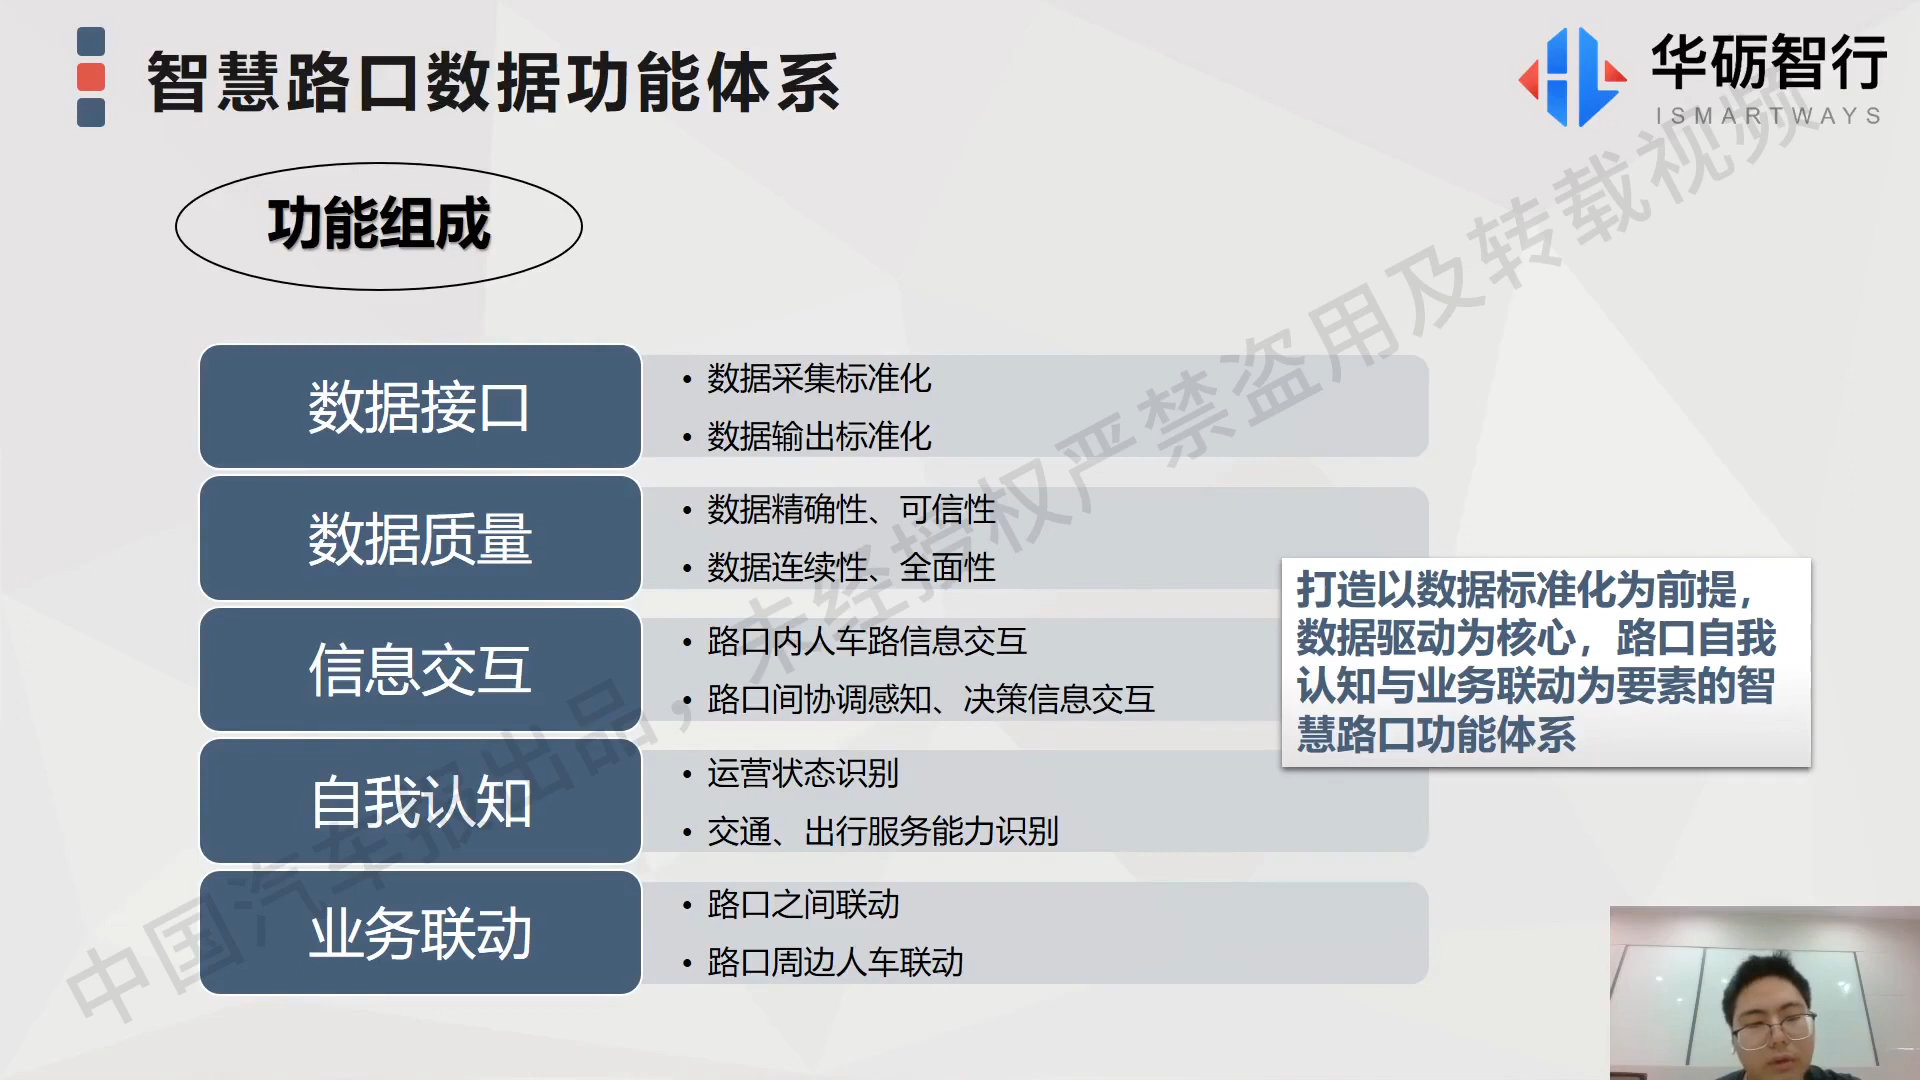 智慧路口数据功能体系
华砺智行
ISMARTWAYS
功能组成
数据接口
• 数据采集标准化
• 数据输出标准化
数据质量
• 数据精确性、可信性
• 数据连续性、全面性
信息交互
• 路口内人车路信息交互
• 路口间协调感知、决策信息交互
自我认知
• 运营状态识别
• 交通、出行服务能力识别
业务联动
• 路口之间联动
• 路口周边人车联动
打造以数据标准化为前提，
数据驱动为核心，路口自我
认知与业务联动为要素的智
慧路口功能体系
中国汽车报出品，未经授权严禁盗用及转载视频